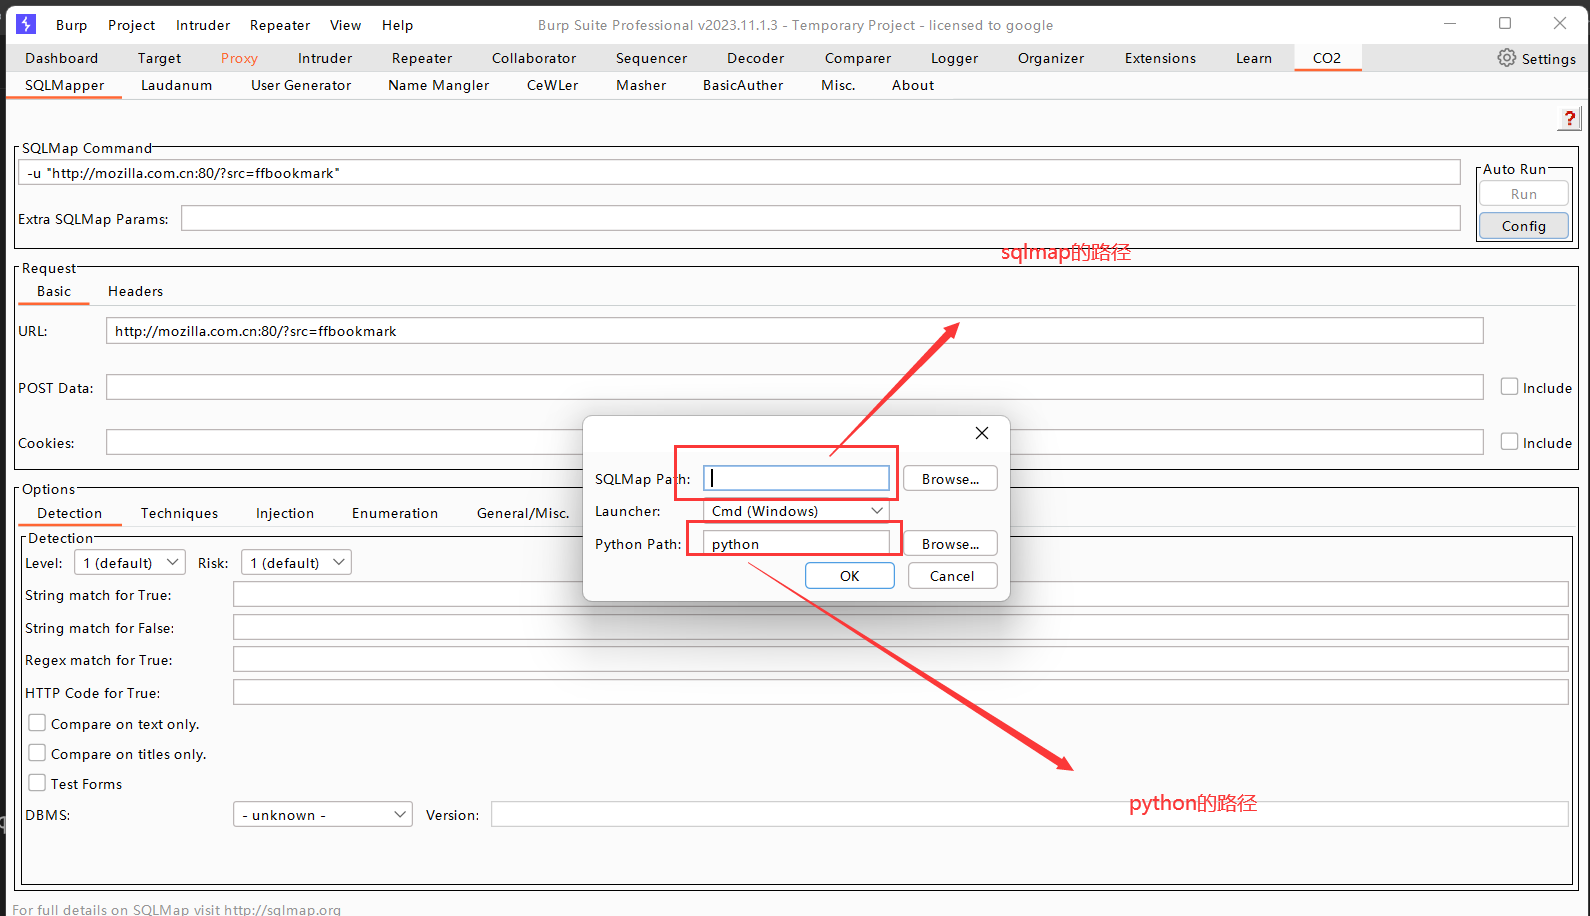 Burp Project Intruder Repeater View Help Burp Suite Professional v2023.11.1.3 - Temporary Project - licensed to google
Dashboard Target Proxy Intruder Repeater Collaborator Sequencer Decoder Comparer Logger Organizer Extensions Learn CO2 Settings
SQLMapper Laudanum User Generator Name Mangler CeWLer Masher BasicAuther Misc. About
?
SQLMap Command
-u "http://mozilla.com.cn:80/?src=ffbookmark"
Auto Run
Run
Extra SQLMap Params:
Config
sqlmap的路径
Request
Basic Headers
URL: http://mozilla.com.cn:80/?src=ffbookmark
POST Data: Include
Cookies: Include
SQLMap Path: Browse...
Launcher: Cmd (Windows)
Python Path: python Browse...
OK Cancel
Options
Detection Techniques Injection Enumeration General/Misc.
Detection
Level: 1 (default) Risk: 1 (default)
String match for True:
String match for False:
Regex match for True:
HTTP Code for True:
Compare on text only.
Compare on titles only.
Test Forms
python的路径
DBMS: - unknown - Version:
For full details on SQLMap visit http://sqlmap.org